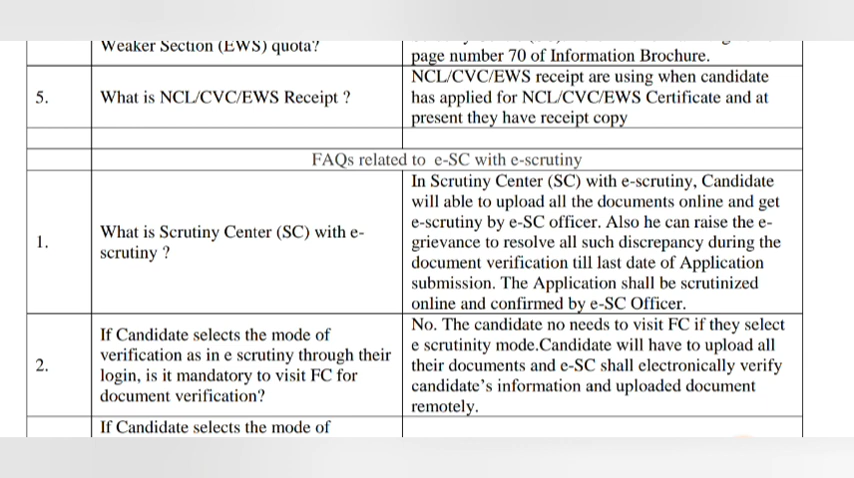 Weaker Section (EWS) quota?
page number 70 of Information Brochure.
5.
What is NCL/CVC/EWS Receipt ?
NCL/CVC/EWS receipt are using when candidate
has applied for NCL/CVC/EWS Certificate and at
present they have receipt copy
FAQs related to e-SC with e-scrutiny
1.
What is Scrutiny Center (SC) with e-
scrutiny ?
In Scrutiny Center (SC) with e-scrutiny, Candidate
will able to upload all the documents online and get
e-scrutiny by e-SC officer. Also he can raise the e-
grievance to resolve all such discrepancy during the
document verification till last date of Application
submission. The Application shall be scrutinized
online and confirmed by e-SC Officer.
2.
If Candidate selects the mode of
verification as in e scrutiny through their
login, is it mandatory to visit FC for
document verification?
No. The candidate no needs to visit FC if they select
e scrutinity mode.Candidate will have to upload all
their documents and e-SC shall electronically verify
candidate's information and uploaded document
remotely.
If Candidate selects the mode of